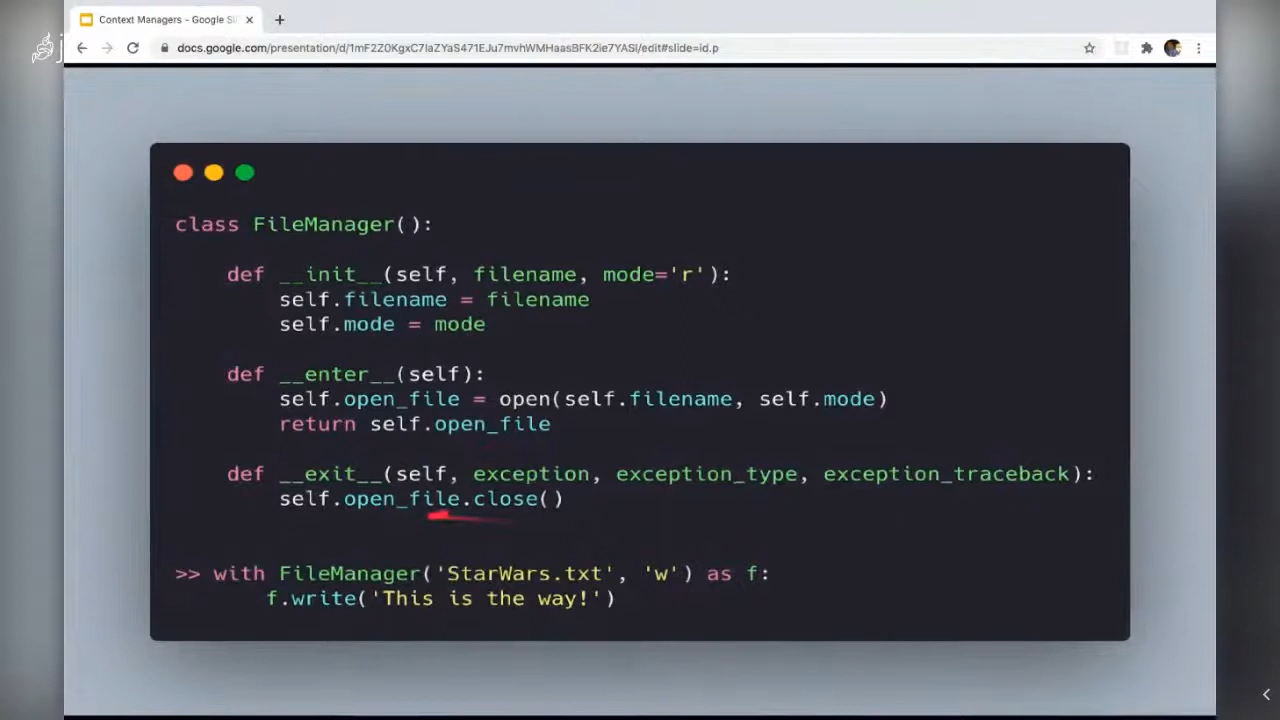 Context Managers - Google Sli
docs.google.com/presentation/d/1mF2Z0KgxC7laZYaS471EJu7mvhWMHaasBFK2ie7YASI/edit#slide=id.p
class FileManager():
def __init__(self, filename, mode='r'):
self.filename = filename
self.mode = mode
def __enter__(self):
self.open_file = open(self.filename, self.mode)
return self.open_file
def __exit__(self, exception, exception_type, exception_traceback):
self.open_file.close()
>> with FileManager('StarWars.txt', 'w') as f:
f.write('This is the way!')